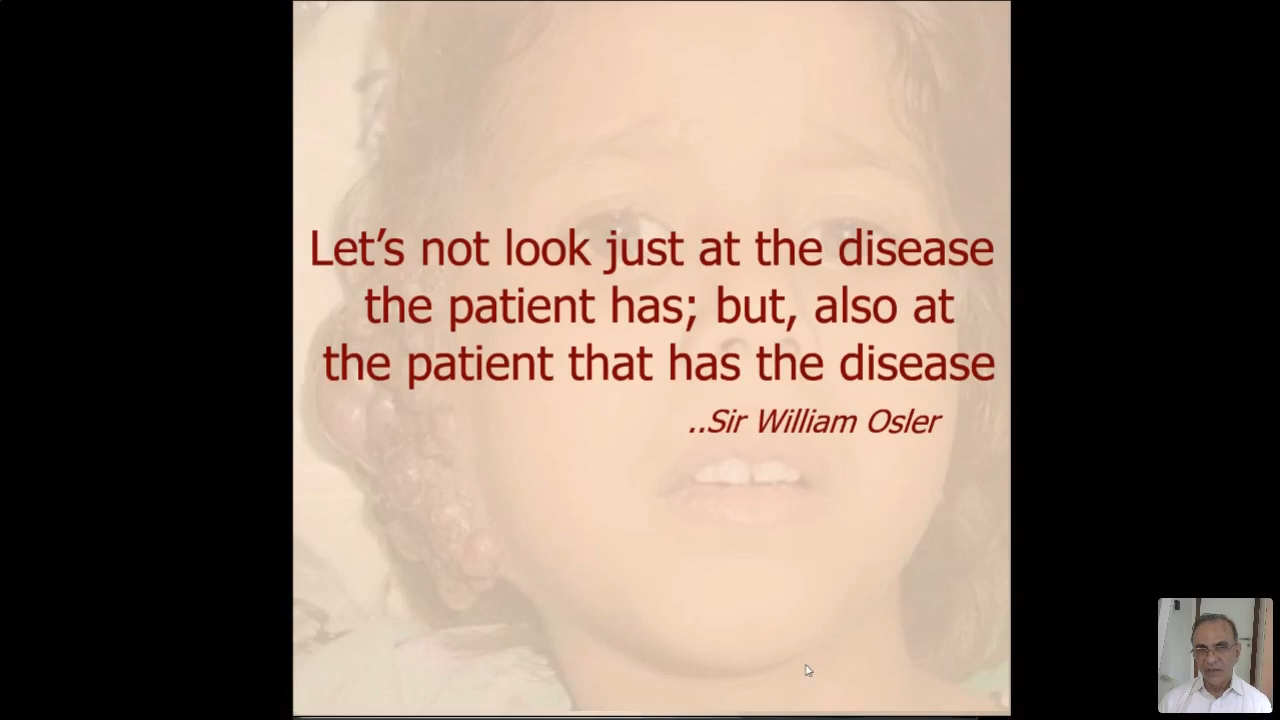 Let’s not look just at the disease
the patient has; but, also at
the patient that has the disease
..Sir William Osler